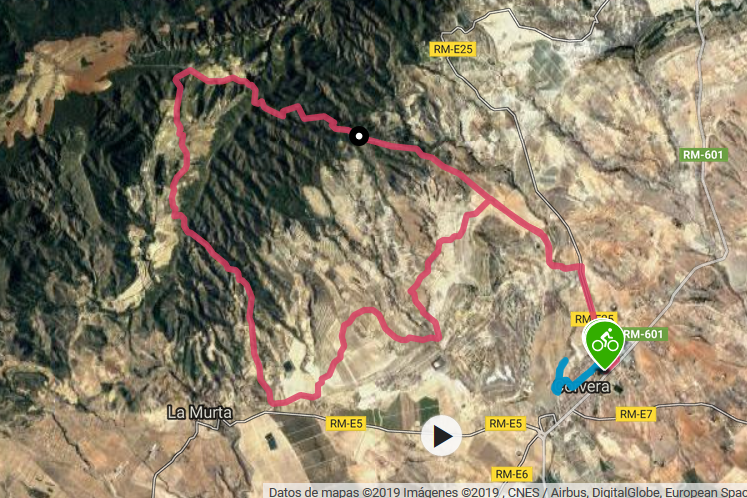 RM-E25
RM-601
RM-E25
RM-601
Corvera
La Murta
RM-E5
RM-E5
RM-E7
RM-E6
Datos de mapas ©2019 Imágenes ©2019 , CNES / Airbus, DigitalGlobe, European Spac